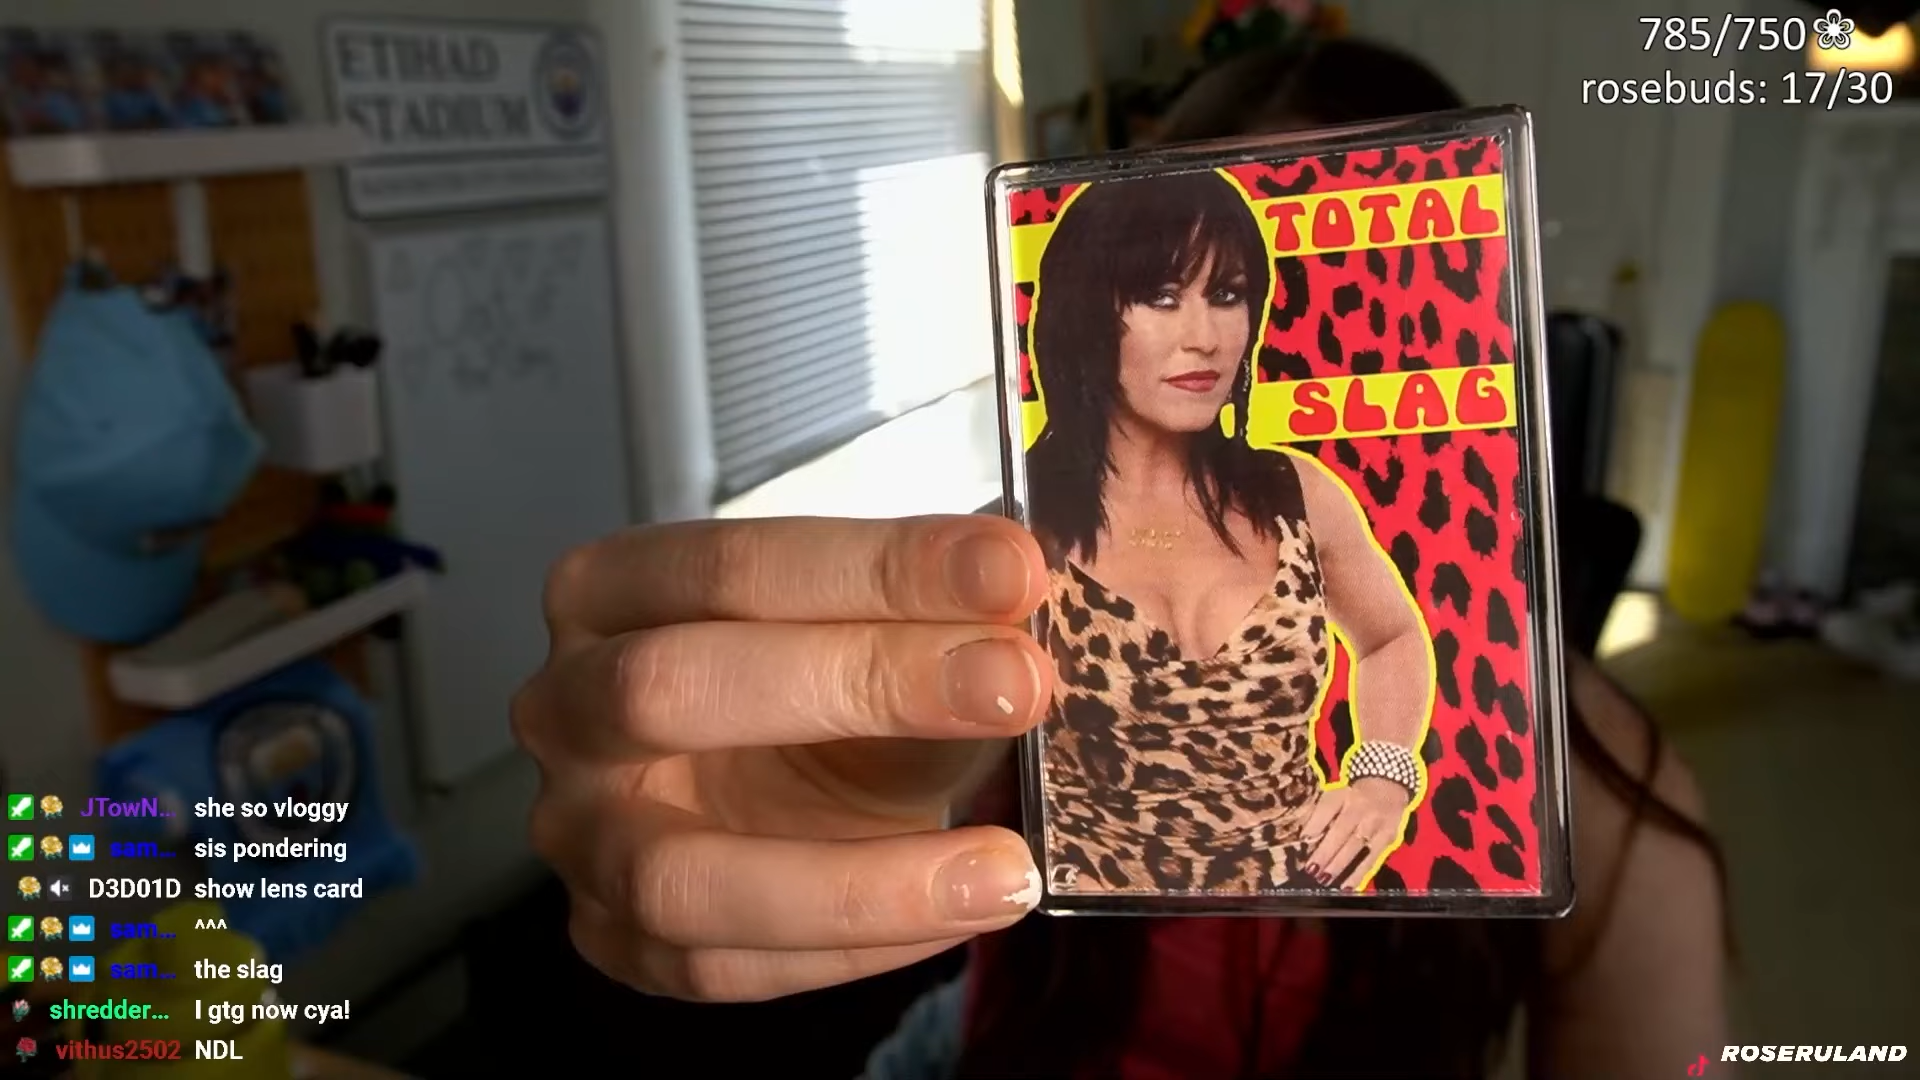 785/750
rosebuds: 17/30
ETIHAD
STADIUM
TOTAL
SLAG
JTowN... she so vloggy
sam... sis pondering
D3D01D show lens card
sam... ^^^
sam... the slag
shredder... I gtg now cya!
vithus2502 NDL
ROSERULAND